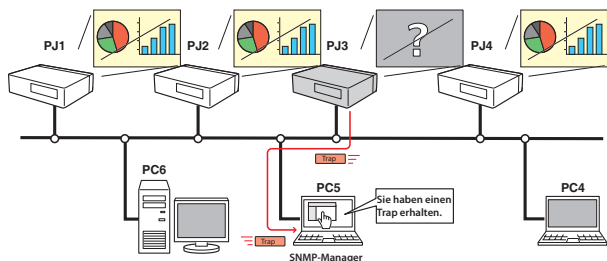 PJ1
PJ2
PJ3
PJ4
?
Trap
PC6
PC5
PC4
Sie haben einen
Trap erhalten.
Trap
SNMP-Manager